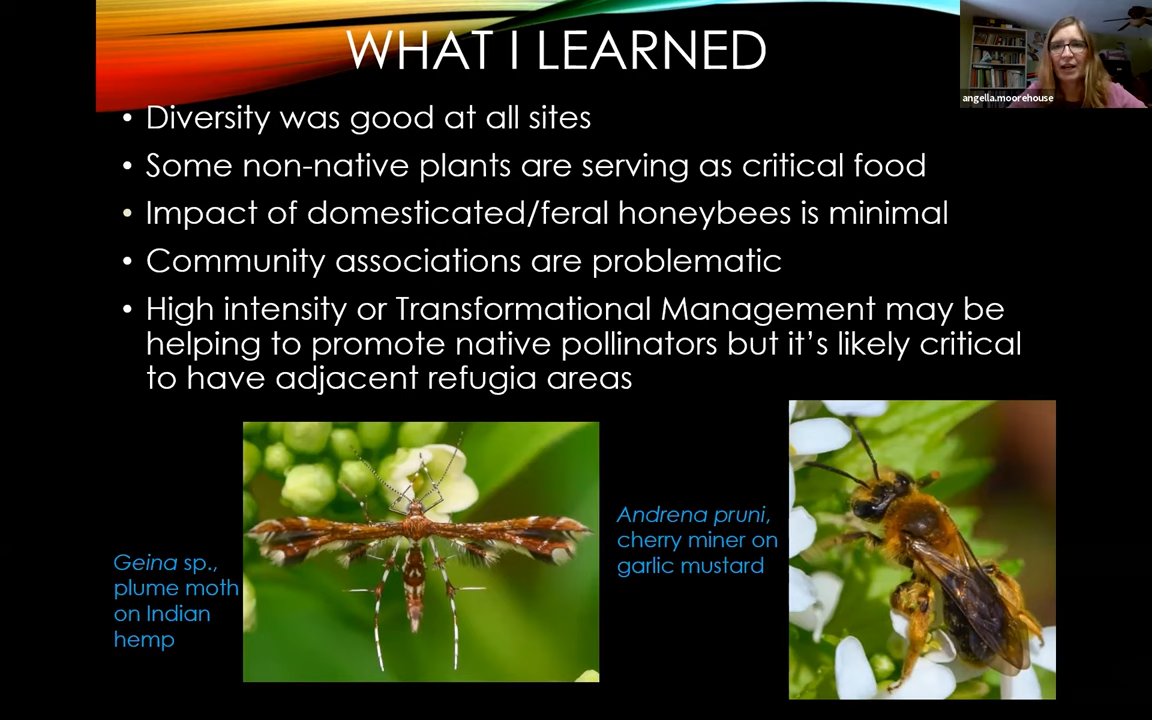 WHAT I LEARNED
angella.moorehouse
• Diversity was good at all sites
• Some non-native plants are serving as critical food
• Impact of domesticated/feral honeybees is minimal
• Community associations are problematic
• High intensity or Transformational Management may be
helping to promote native pollinators but it’s likely critical
to have adjacent refugia areas
Geina sp.,
plume moth
on Indian
hemp
Andrena pruni,
cherry miner on
garlic mustard